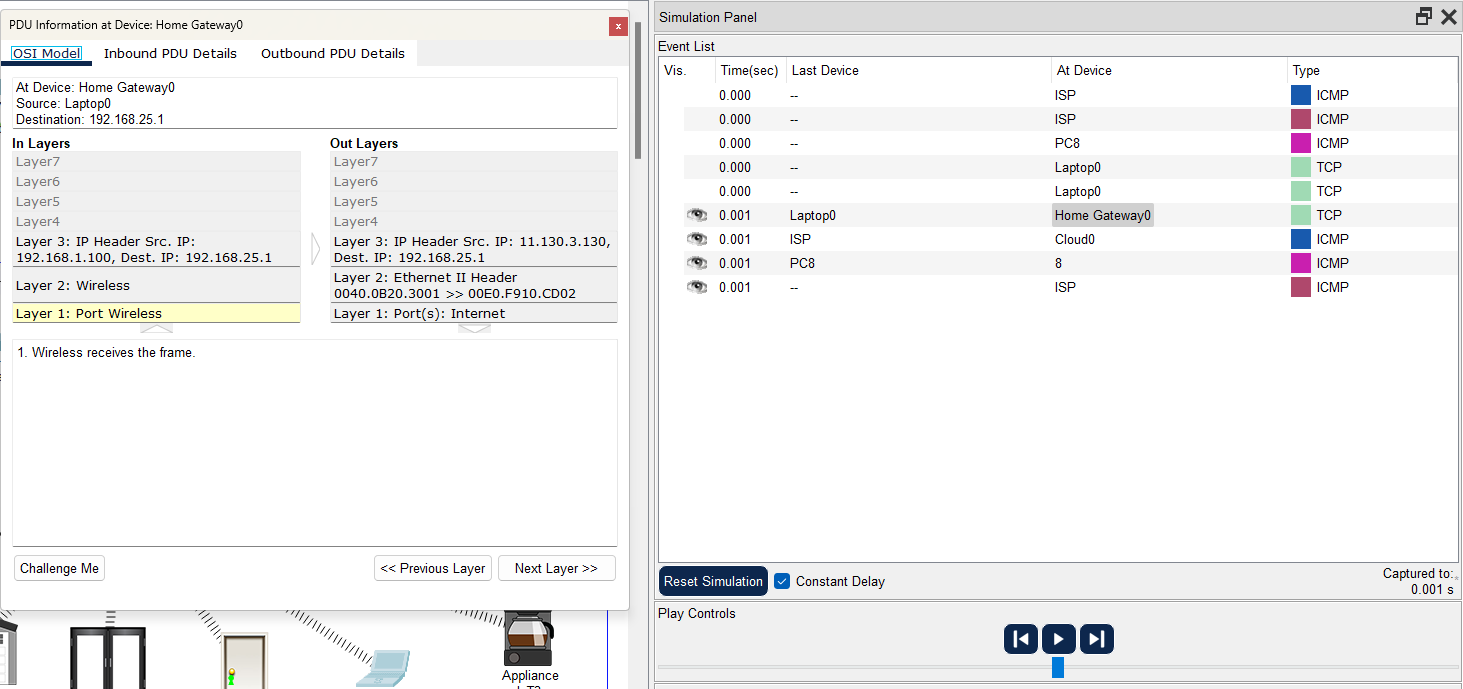 PDU Information at Device: Home Gateway0
x
OSI Model Inbound PDU Details Outbound PDU Details
At Device: Home Gateway0
Source: Laptop0
Destination: 192.168.25.1
In Layers
Layer7
Layer6
Layer5
Layer4
Layer 3: IP Header Src. IP:
192.168.1.100, Dest. IP: 192.168.25.1
Layer 2: Wireless
Layer 1: Port Wireless
Out Layers
Layer7
Layer6
Layer5
Layer4
Layer 3: IP Header Src. IP: 11.130.3.130,
Dest. IP: 192.168.25.1
Layer 2: Ethernet II Header
0040.0B20.3001 >> 00E0.F910.CD02
Layer 1: Port(s): Internet
1. Wireless receives the frame.
Challenge Me << Previous Layer Next Layer >>
Appliance
Simulation Panel
Event List
Vis. Time(sec) Last Device At Device Type
0.000 -- ISP ICMP
0.000 -- ISP ICMP
0.000 -- PC8 ICMP
0.000 -- Laptop0 TCP
0.000 -- Laptop0 TCP
0.001 Laptop0 Home Gateway0 TCP
0.001 ISP Cloud0 ICMP
0.001 PC8 8 ICMP
0.001 -- ISP ICMP
Reset Simulation Constant Delay
Captured to:
0.001 s
Play Controls